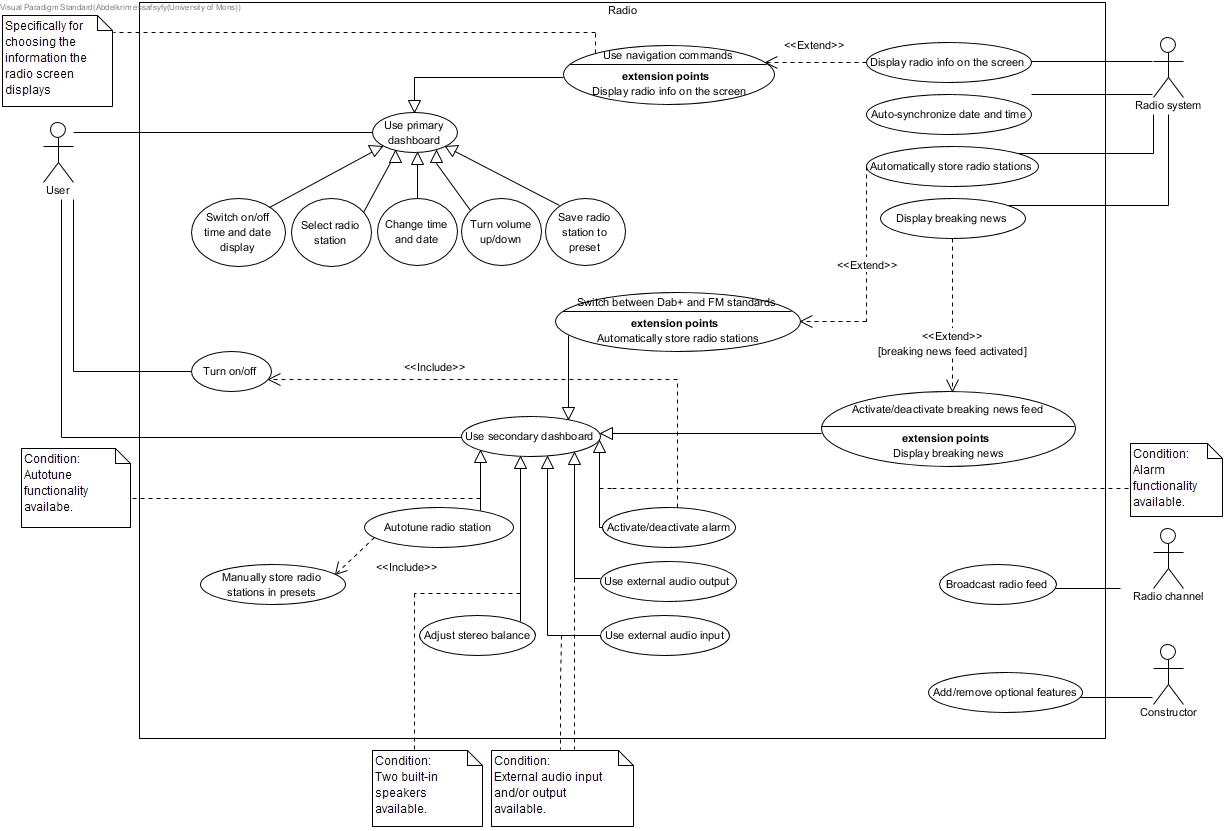 Visual Paradigm Standard(Abdelkrim essafsyfy(University of Mons))
Radio
Specifically for
choosing the
information the
radio screen
displays
Use navigation commands
extension points
Display radio info on the screen
<<Extend>>
Display radio info on the screen
Radio system
Auto-synchronize date and time
Use primary
dashboard
User
Automatically store radio stations
Switch on/off
time and date
display
Select radio
station
Change time
and date
Turn volume
up/down
Save radio
station to
preset
Display breaking news
<<Extend>>
Switch between Dab+ and FM standards
extension points
Automatically store radio stations
<<Extend>>
[breaking news feed activated]
Turn on/off
<<Include>>
Activate/deactivate breaking news feed
extension points
Display breaking news
Use secondary dashboard
Condition:
Autotune
functionality
availabe.
Condition:
Alarm
functionality
available.
Autotune radio station
Activate/deactivate alarm
<<Include>>
Manually store radio
stations in presets
Use external audio output
Broadcast radio feed
Radio channel
Adjust stereo balance
Use external audio input
Add/remove optional features
Constructor
Condition:
Two built-in
speakers
available.
Condition:
External audio input
and/or output
available.